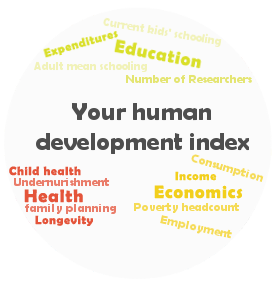 Current bids' schooling
Expenditures
Education
Adult mean schooling
Number of Researchers
Your human
development index
Child health
Undernurishment
Health
family planning
Longevity
Consumption
Income
Economics
Poverty headcount
Employment